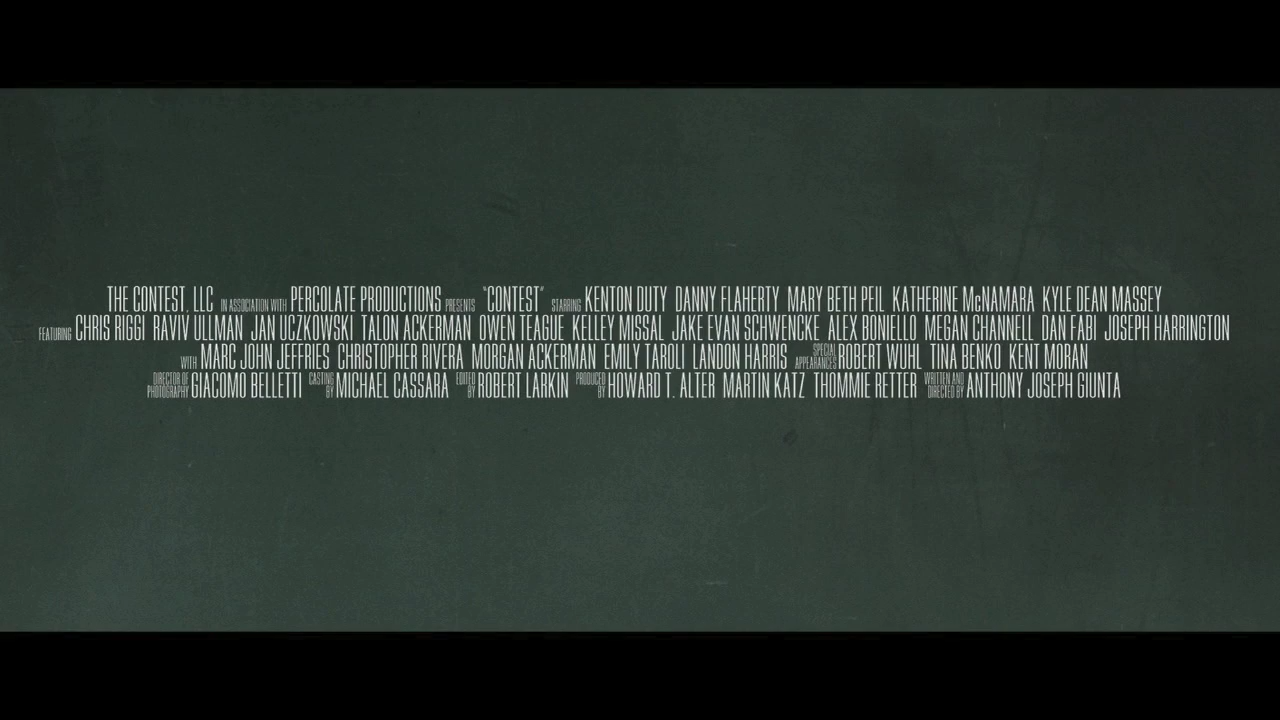 THE CONTEST, LLC IN ASSOCIATION WITH PERCOLATE PRODUCTIONS PRESENTS "CONTEST" STARRING KENTON DUTY DANNY FLAHERTY MARY BETH PEIL KATHERINE McNAMARA KYLE DEAN MASSEY
FEATURING CHRIS RIGGI RAVIV ULLMAN JAN UCZKOWSKI TALON ACKERMAN OWEN TEAGUE KELLEY MISSAL JAKE EVAN SCHWENCKE ALEX BONIELLO MEGAN CHANNELL DAN FABI JOSEPH HARRINGTON
WITH MARC JOHN JEFFRIES CHRISTOPHER RIVERA MORGAN ACKERMAN EMILY TAROLI LANDON HARRIS SPECIAL APPEARANCES ROBERT WUHL TINA BENKO KENT MORAN
DIRECTOR OF PHOTOGRAPHY GIACOMO BELLETTI CASTING BY MICHAEL CASSARA EDITED BY ROBERT LARKIN PRODUCED BY HOWARD T. ALTER MARTIN KATZ THOMMIE RETTER WRITTEN AND DIRECTED BY ANTHONY JOSEPH GIUNTA